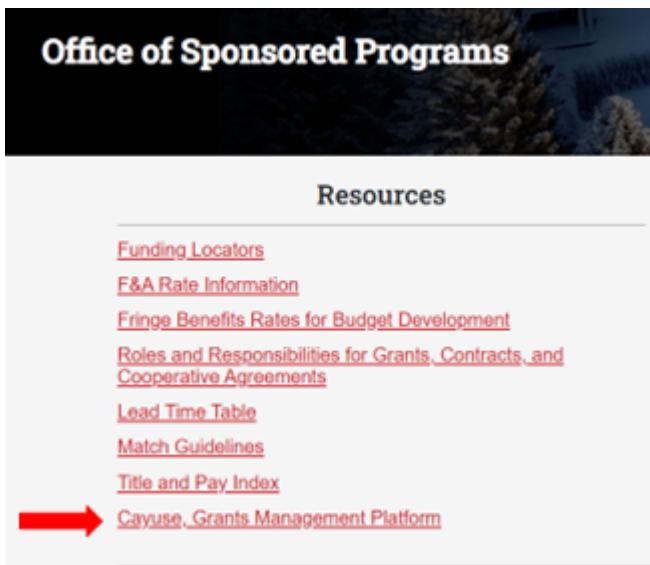 Office of Sponsored Programs
Resources
Funding Locators
F&A Rate Information
Fringe Benefits Rates for Budget Development
Roles and Responsibilities for Grants, Contracts, and
Cooperative Agreements
Lead Time Table
Match Guidelines
Title and Pay Index
Cayuse, Grants Management Platform